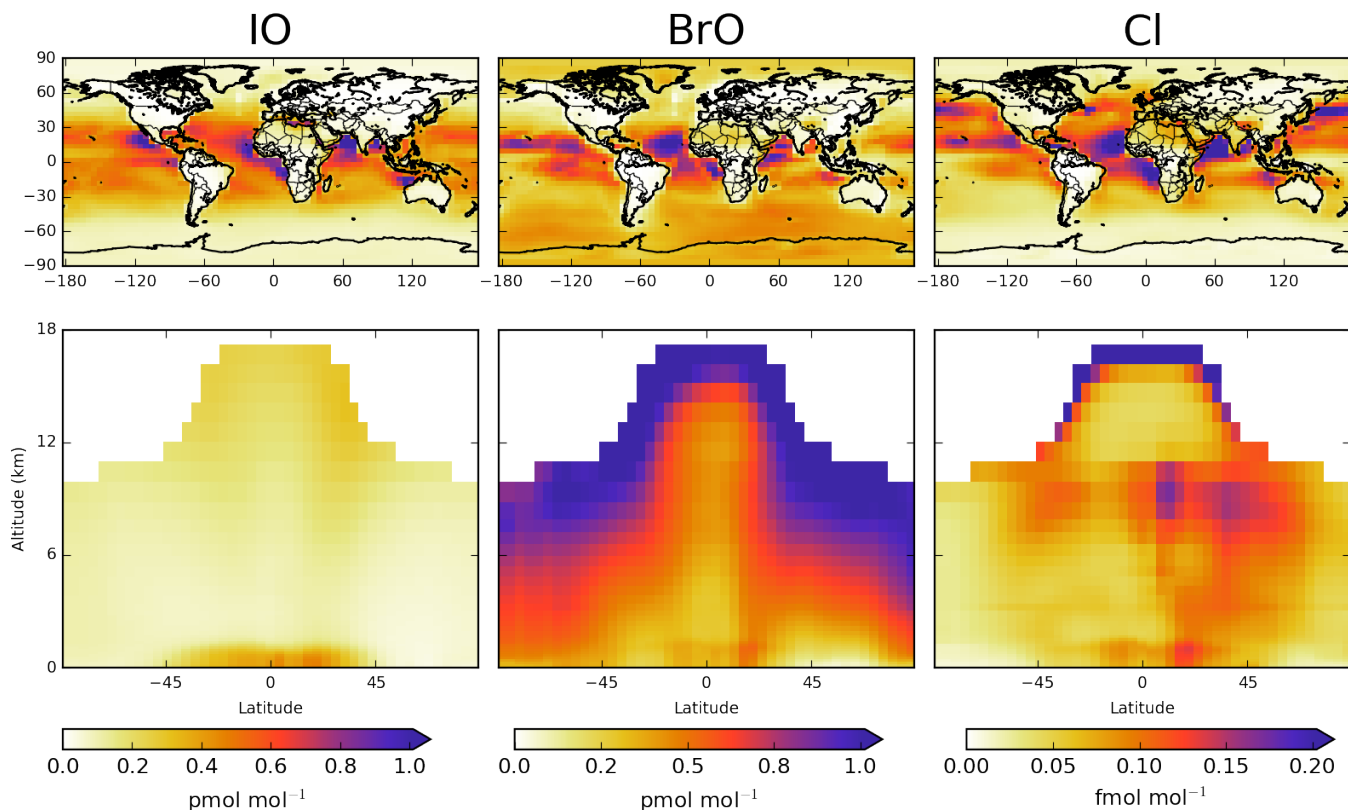 IO BrO Cl
90
60
30
0
−30
−60
−90
−180 −120 −60 0 60 120 −180 −120 −60 0 60 120 −180 −120 −60 0 60 120
18
12
6
0
Altitude (km)
−45 0 45 −45 0 45 −45 0 45
Latitude Latitude Latitude
0.0 0.2 0.4 0.6 0.8 1.0 0.0 0.2 0.5 0.6 0.8 1.0 0.00 0.05 0.10 0.15 0.20
pmol mol⁻¹ pmol mol⁻¹ fmol mol⁻¹